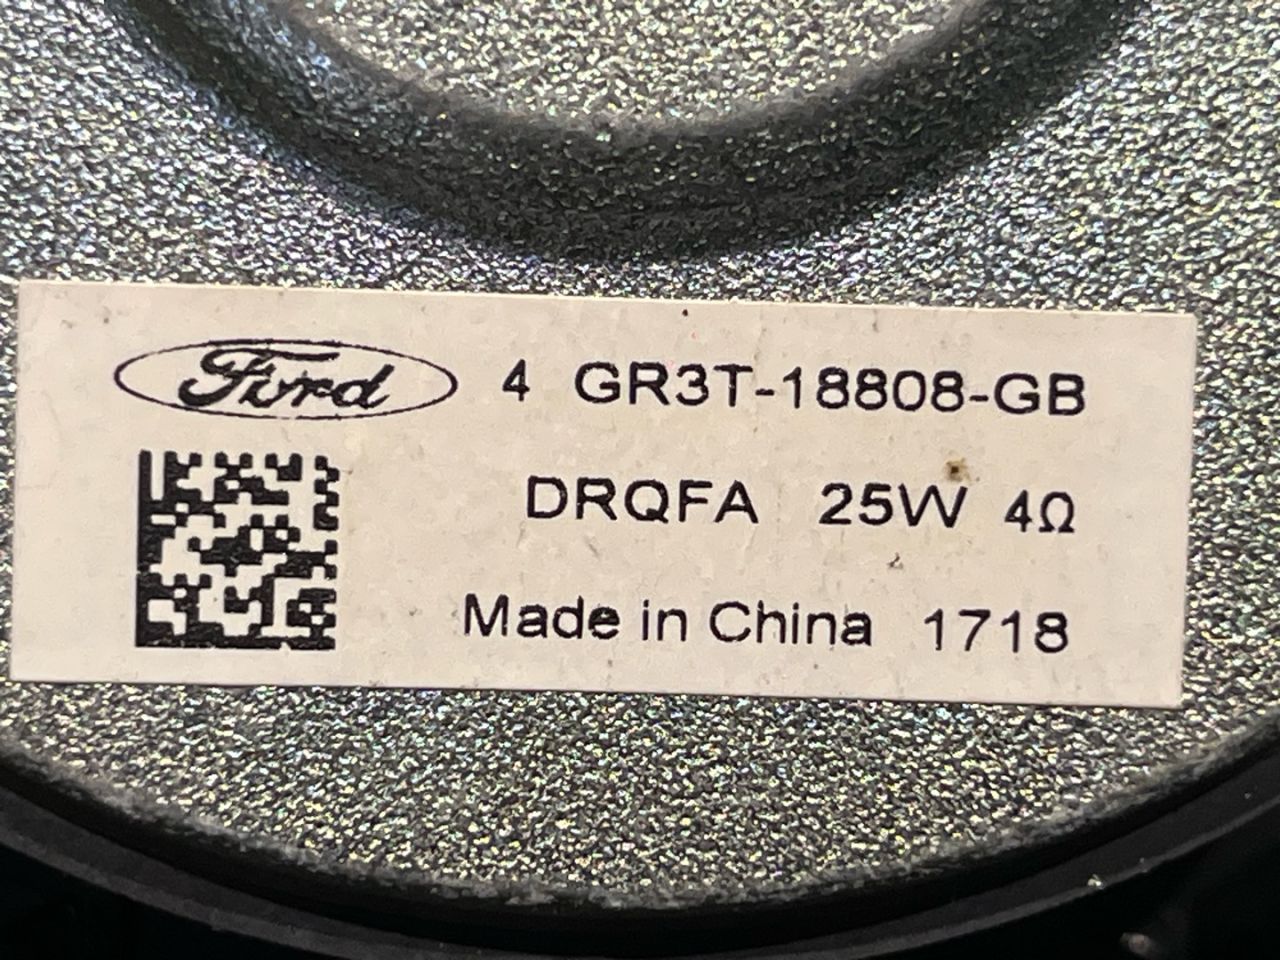 Ford 4 GR3T-18808-GB
DRQFA 25W 4Ω
Made in China 1718